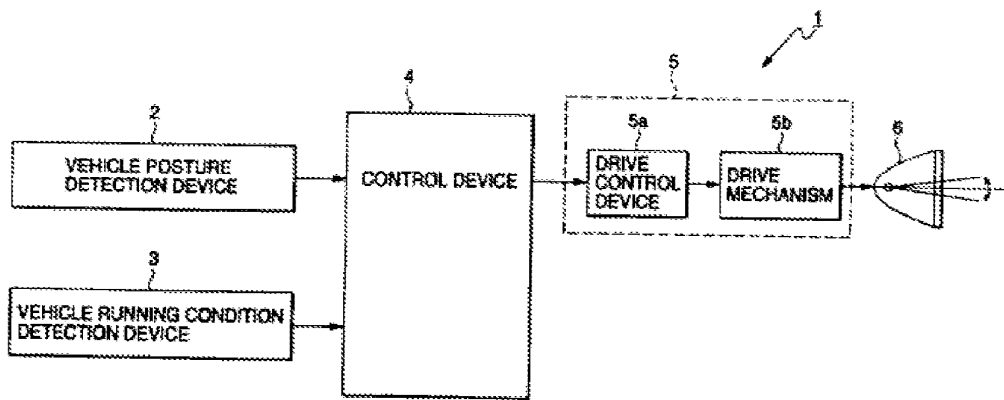 1
5
4
2
5a
5b
6
VEHICLE POSTURE
DETECTION DEVICE
CONTROL DEVICE
DRIVE
CONTROL
DEVICE
DRIVE
MECHANISM
3
VEHICLE RUNNING CONDITION
DETECTION DEVICE